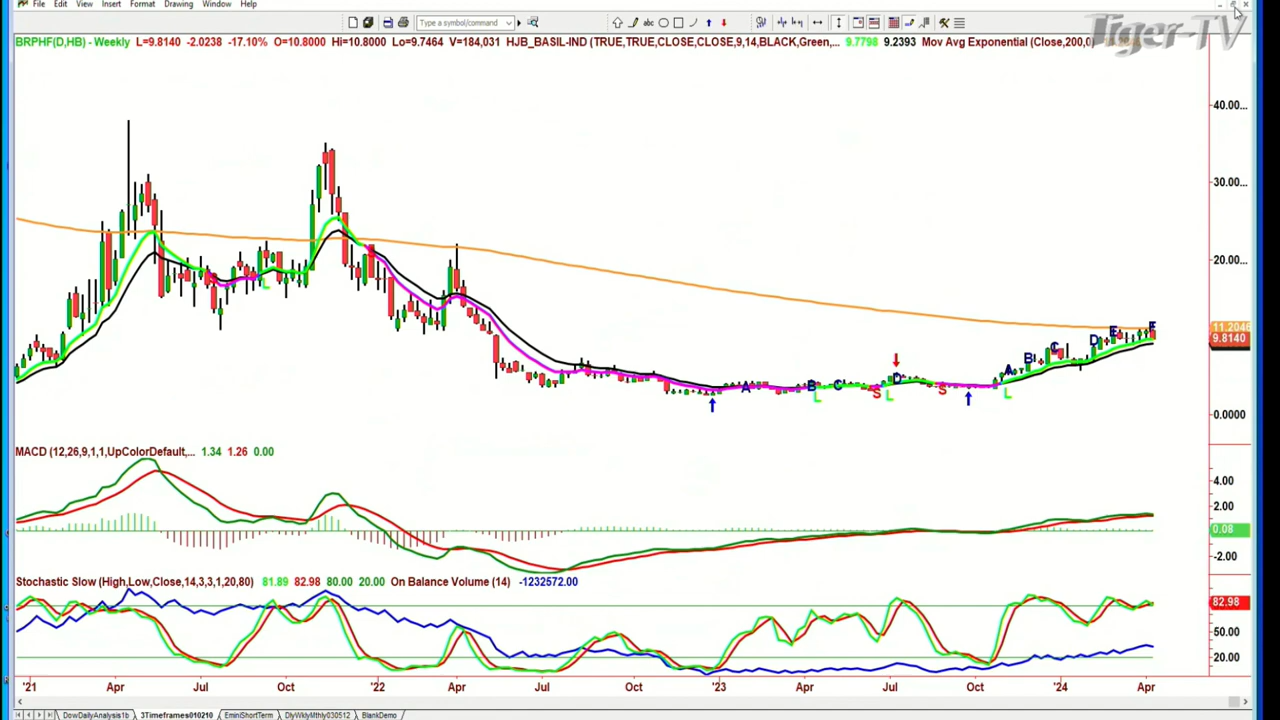 File Edit View Insert Format Drawing Window Help
Type a symbol/command
Tiger-TV
BRPHF(D,HB) - Weekly L=9.8140 -2.0238 -17.10% O=10.8000 Hi=10.8000 Lo=9.7464 V=184,031 HJB_BASIL-IND (TRUE,TRUE,CLOSE,CLOSE,9,14,BLACK,Green,... 9.7798 9.2393 Mov Avg Exponential (Close,200,0)
40.00...
30.00...
20.00...
11.2046
9.8140
0.0000
L A B C S L D S L A B C D E F
MACD (12,26,9,1,1,UpColorDefault,... 1.34 1.26 0.00
4.00
2.00
0.08
-2.00
Stochastic Slow (High,Low,Close,14,3,3,1,20,80) 81.89 82.98 80.00 20.00 On Balance Volume (14) -1232572.00
82.98
50.00
20.00
'21 Apr Jul Oct '22 Apr Jul Oct '23 Apr Jul Oct '24 Apr
DowDailyAnalysis1b 3Timeframes010210 EminiShortTerm DlyWklyMthly030512 BlankDemo